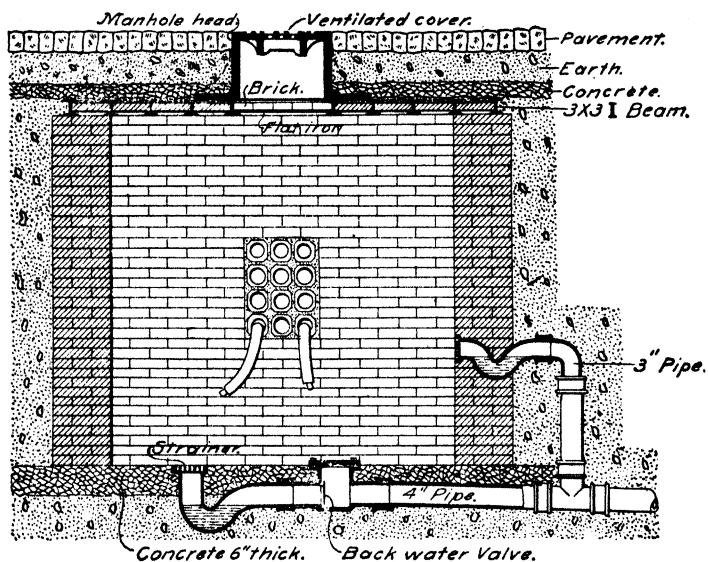 Manhole head
Ventilated cover.
Pavement.
Earth.
Brick.
Concrete.
3X3 I Beam.
Flat iron
3" Pipe.
Strainer.
4" Pipe.
Concrete 6" thick.
Back water Valve.